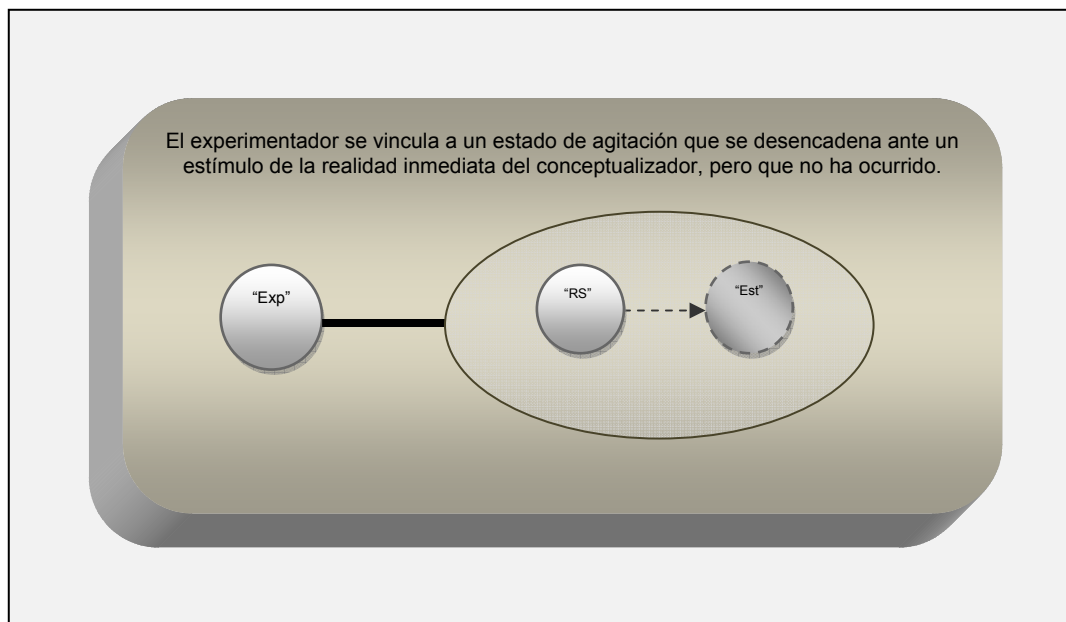 El experimentador se vincula a un estado de agitación que se desencadena ante un
estímulo de la realidad inmediata del conceptualizador, pero que no ha ocurrido.
“Exp”
“RS”
“Est”